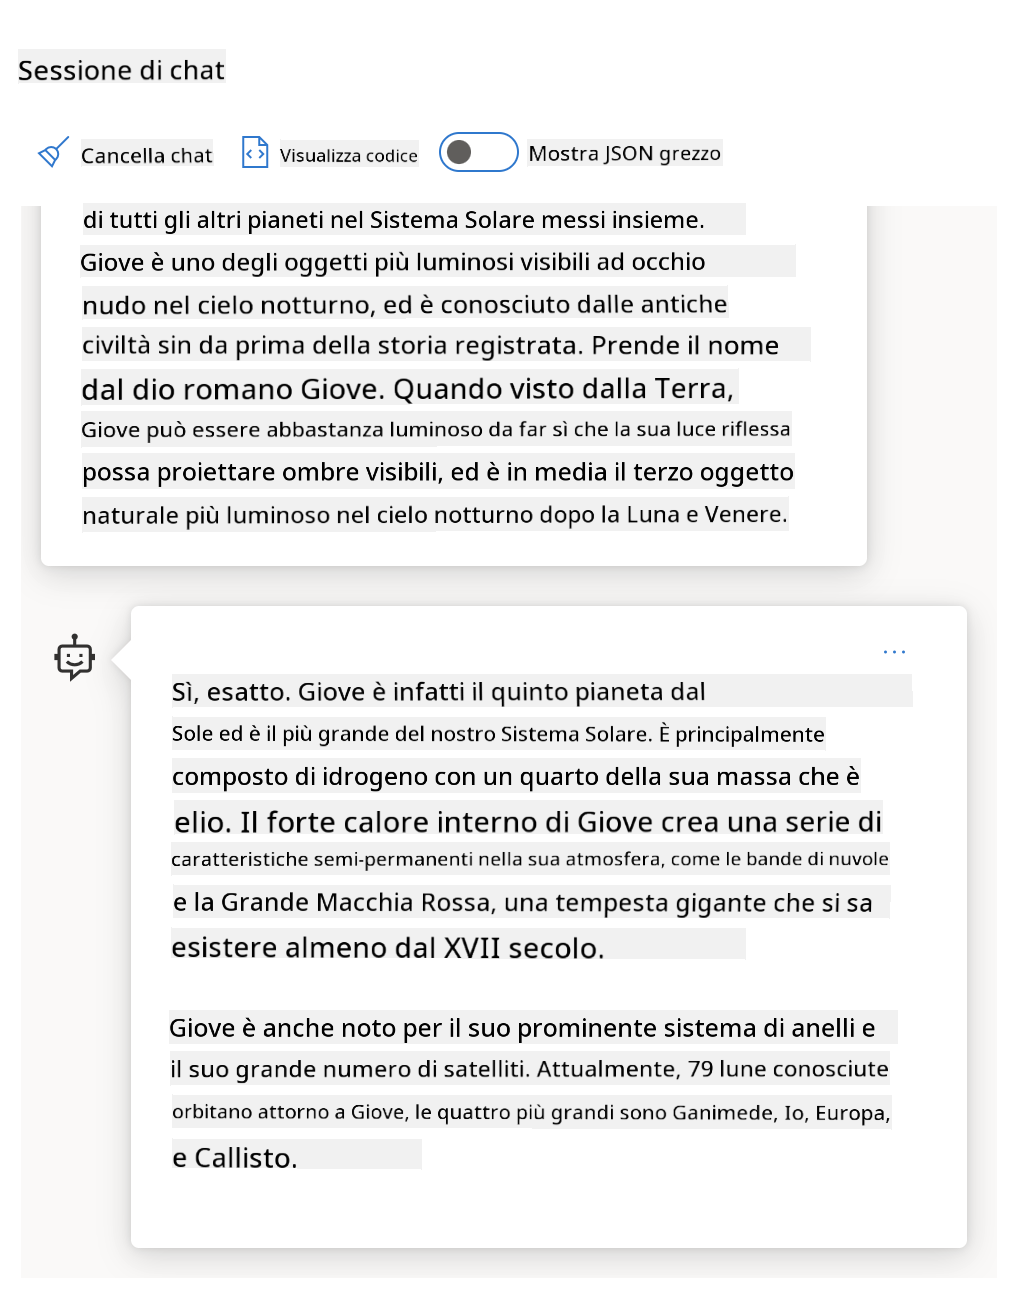 Sessione di chat
Cancella chat
Visualizza codice
Mostra JSON grezzo
di tutti gli altri pianeti nel Sistema Solare messi insieme.
Giove è uno degli oggetti più luminosi visibili ad occhio
nudo nel cielo notturno, ed è conosciuto dalle antiche
civiltà sin da prima della storia registrata. Prende il nome
dal dio romano Giove. Quando visto dalla Terra,
Giove può essere abbastanza luminoso da far sì che la sua luce riflessa
possa proiettare ombre visibili, ed è in media il terzo oggetto
naturale più luminoso nel cielo notturno dopo la Luna e Venere.
Sì, esatto. Giove è infatti il quinto pianeta dal
Sole ed è il più grande del nostro Sistema Solare. È principalmente
composto di idrogeno con un quarto della sua massa che è
elio. Il forte calore interno di Giove crea una serie di
caratteristiche semi-permanenti nella sua atmosfera, come le bande di nuvole
e la Grande Macchia Rossa, una tempesta gigante che si sa
esistere almeno dal XVII secolo.
Giove è anche noto per il suo prominente sistema di anelli e
il suo grande numero di satelliti. Attualmente, 79 lune conosciute
orbitano attorno a Giove, le quattro più grandi sono Ganimede, Io, Europa,
e Callisto.